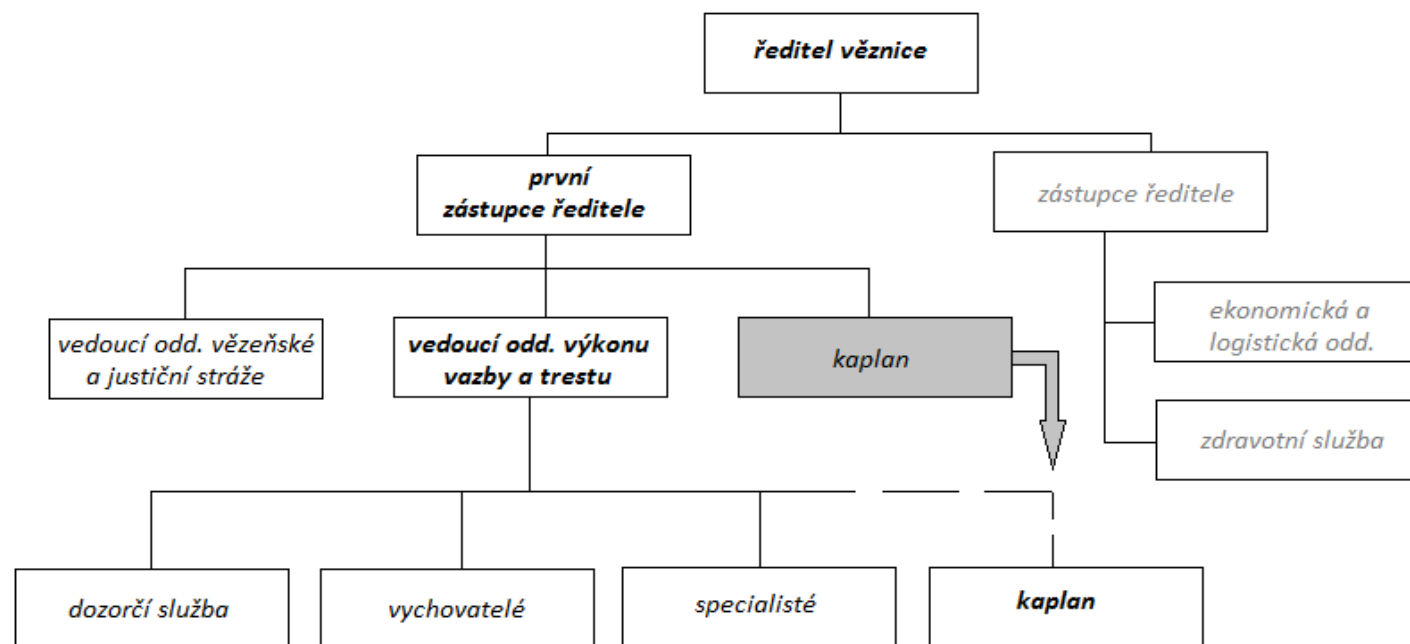 ředitel věznice
první
zástupce ředitele
zástupce ředitele
vedoucí odd. vězeňské
a justiční stráže
vedoucí odd. výkonu
vazby a trestu
kaplan
ekonomická a
logistická odd.
zdravotní služba
dozorčí služba
vychovatelé
specialisté
kaplan